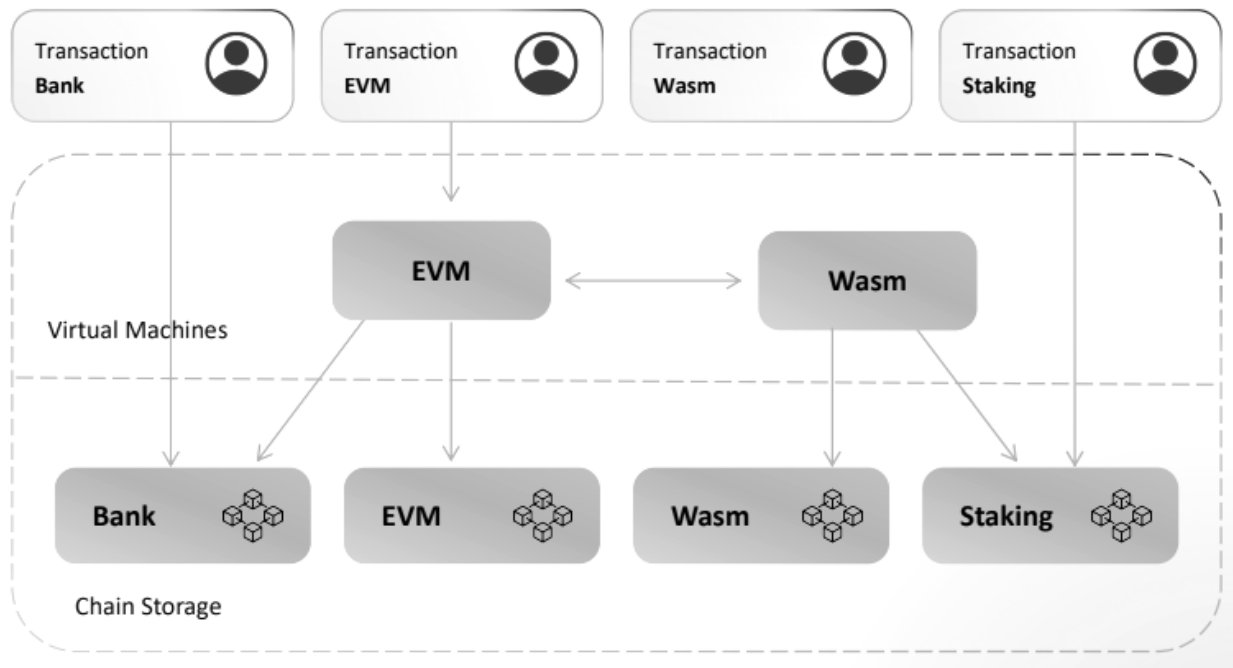 Transaction
Bank
Transaction
EVM
Transaction
Wasm
Transaction
Staking
EVM
Wasm
Virtual Machines
Bank
EVM
Wasm
Staking
Chain Storage